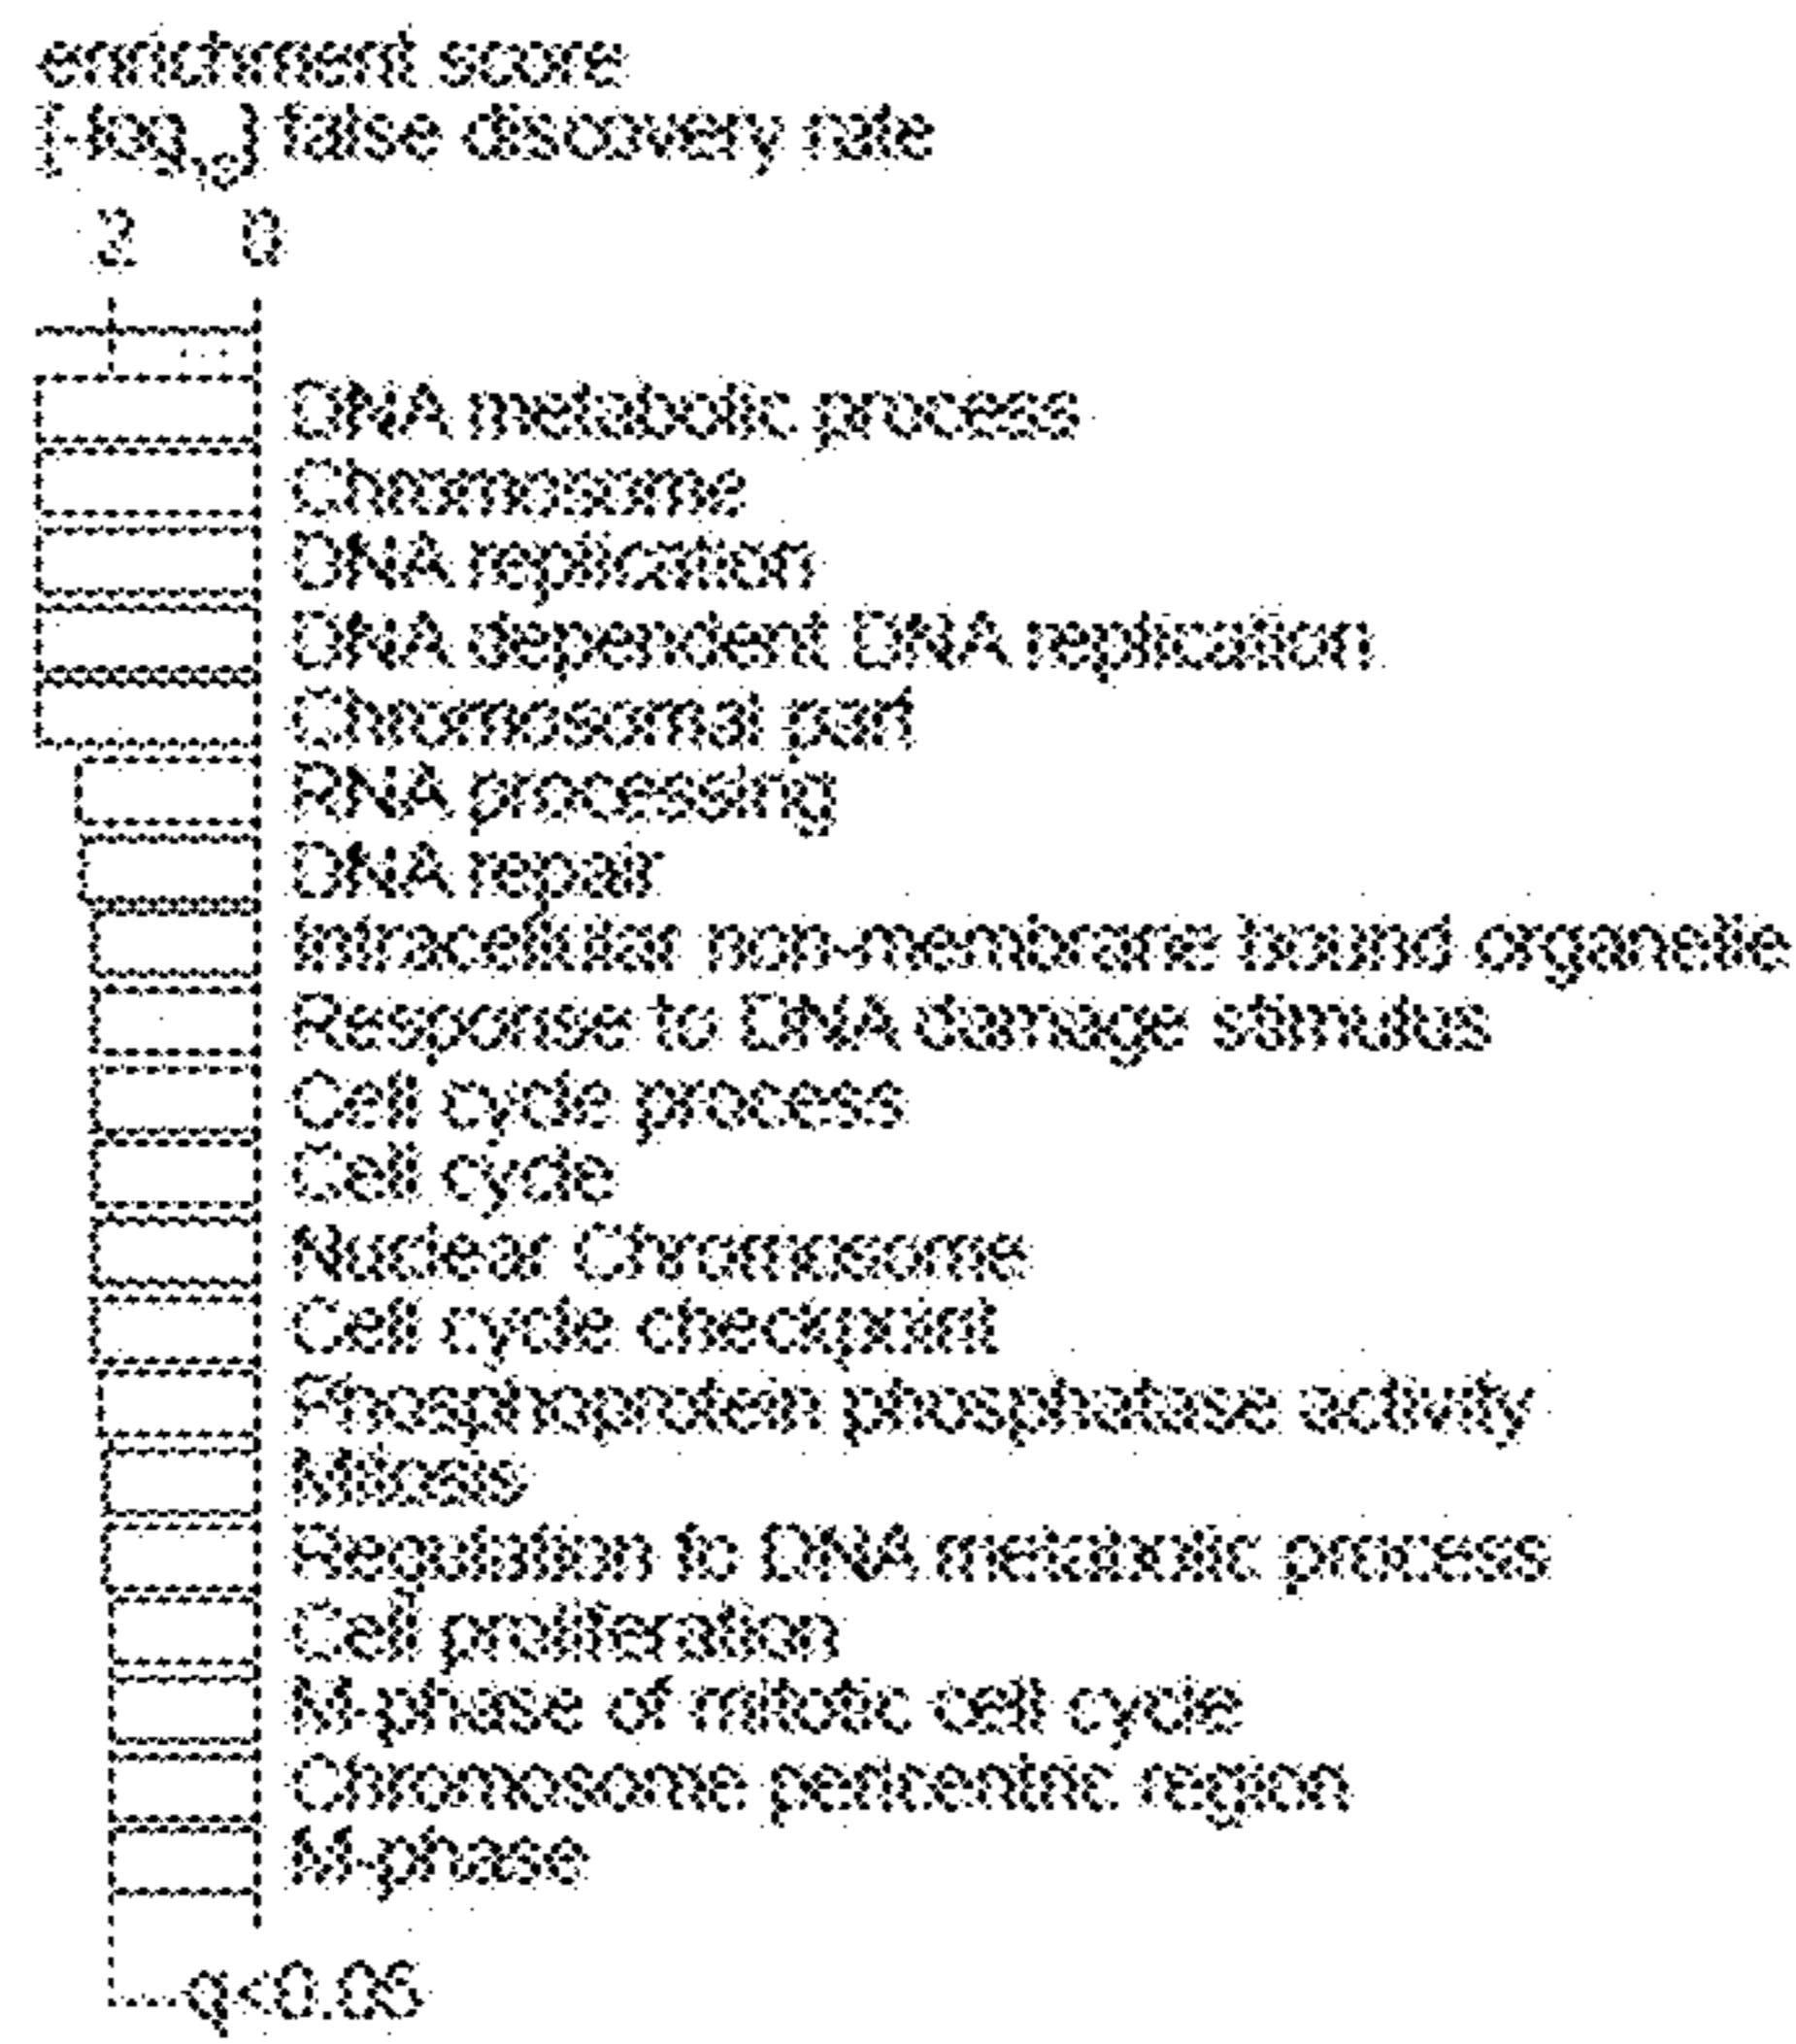 enrichment score
[-log₁₀] false discovery rate
2 0
DNA metabolic process
Chromosome
DNA replication
DNA dependent DNA replication
Chromosomal part
RNA processing
DNA repair
Intracellular non-membrane bound organelle
Response to DNA damage stimulus
Cell cycle process
Cell cycle
Nuclear Chromosome
Cell cycle checkpoint
Phosphoprotein phosphatase activity
Mitosis
Regulation to DNA metabolic process
Cell proliferation
M-phase of mitotic cell cycle
Chromosome pericentric region
M-phase
q<0.05